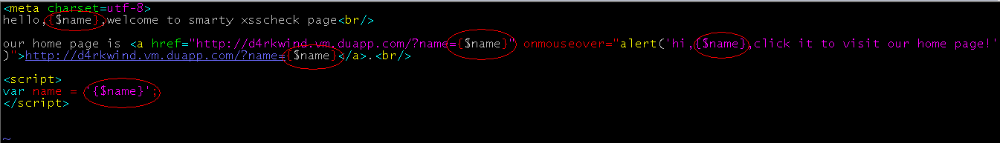 <meta charset=utf-8>
hello,{$name},welcome to smarty xsscheck page<br/>
our home page is <a href="http://d4rkwind.vm.duapp.com/?name={$name}" onmouseover="alert('hi,{$name},click it to visit our home page!'
)">http://d4rkwind.vm.duapp.com/?name={$name}</a>.<br/>
<script>
var name = '{$name}';
</script>
~